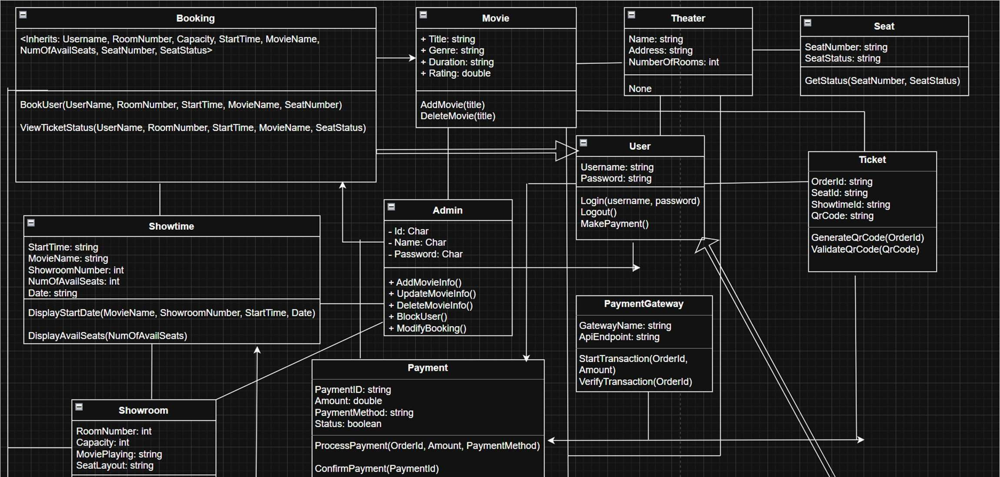 Booking
<Inherits: Username, RoomNumber, Capacity, StartTime, MovieName,
NumOfAvailSeats, SeatNumber, SeatStatus>
BookUser(UserName, RoomNumber, StartTime, MovieName, SeatNumber)
ViewTicketStatus(UserName, RoomNumber, StartTime, MovieName, SeatStatus)
Movie
+ Title: string
+ Genre: string
+ Duration: string
+ Rating: double
AddMovie(title)
DeleteMovie(title)
Theater
Name: string
Address: string
NumberOfRooms: int
None
Seat
SeatNumber: string
SeatStatus: string
GetStatus(SeatNumber, SeatStatus)
User
Username: string
Password: string
Login(username, password)
Logout()
MakePayment()
Ticket
OrderId: string
SeatId: string
ShowtimeId: string
QrCode: string
GenerateQrCode(OrderId)
ValidateQrCode(QrCode)
Showtime
StartTime: string
MovieName: string
ShowroomNumber: int
NumOfAvailSeats: int
Date: string
DisplayStartDate(MovieName, ShowroomNumber, StartTime, Date)
DisplayAvailSeats(NumOfAvailSeats)
Admin
- Id: Char
- Name: Char
- Password: Char
+ AddMovieInfo()
+ UpdateMovieInfo()
+ DeleteMovieInfo()
+ BlockUser()
+ ModifyBooking()
PaymentGateway
GatewayName: string
ApiEndpoint: string
StartTransaction(OrderId,
Amount)
VerifyTransaction(OrderId)
Payment
PaymentID: string
Amount: double
PaymentMethod: string
Status: boolean
ProcessPayment(OrderId, Amount, PaymentMethod)
ConfirmPayment(PaymentId)
Showroom
RoomNumber: int
Capacity: int
MoviePlaying: string
SeatLayout: string